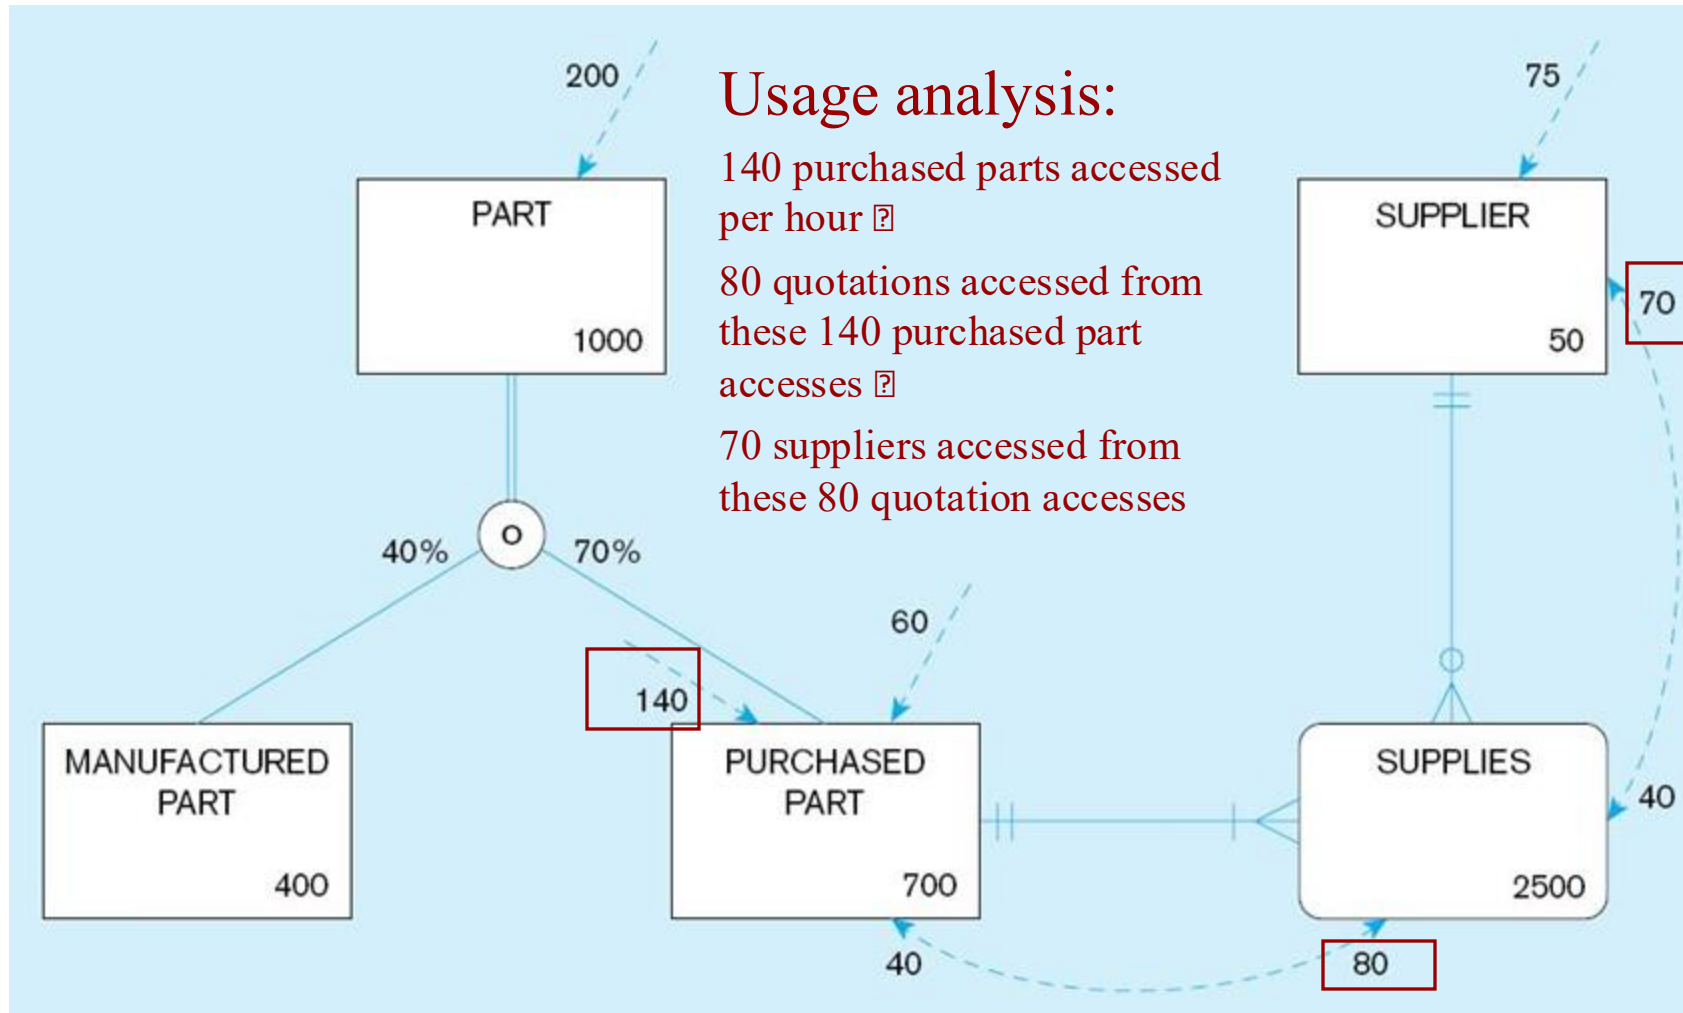 200
Usage analysis:
75
140 purchased parts accessed
per hour �
PART
SUPPLIER
80 quotations accessed from
these 140 purchased part
accesses �
1000
50
70
70 suppliers accessed from
these 80 quotation accesses
40%
O
70%
60
140
MANUFACTURED
PART
400
PURCHASED
PART
700
SUPPLIES
2500
40
40
80